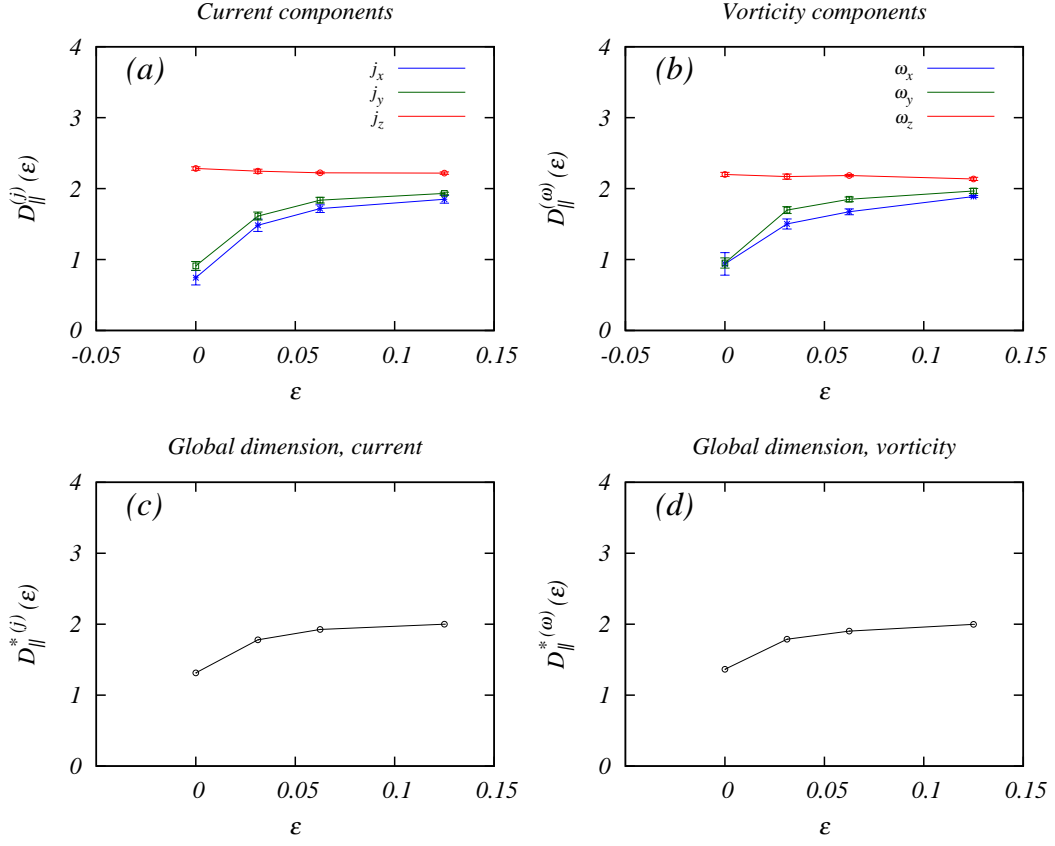 Current components
(a)
j_x
j_y
j_z
4
3
2
1
0
D_{||}^{(j)}(ε)
-0.05
0
0.05
0.1
0.15
ε
Vorticity components
(b)
ω_x
ω_y
ω_z
4
3
2
1
0
D_{||}^{(ω)}(ε)
-0.05
0
0.05
0.1
0.15
ε
Global dimension, current
(c)
4
3
2
1
0
D_{||}^{*(j)}(ε)
0
0.05
0.1
0.15
ε
Global dimension, vorticity
(d)
4
3
2
1
0
D_{||}^{*(ω)}(ε)
0
0.05
0.1
0.15
ε